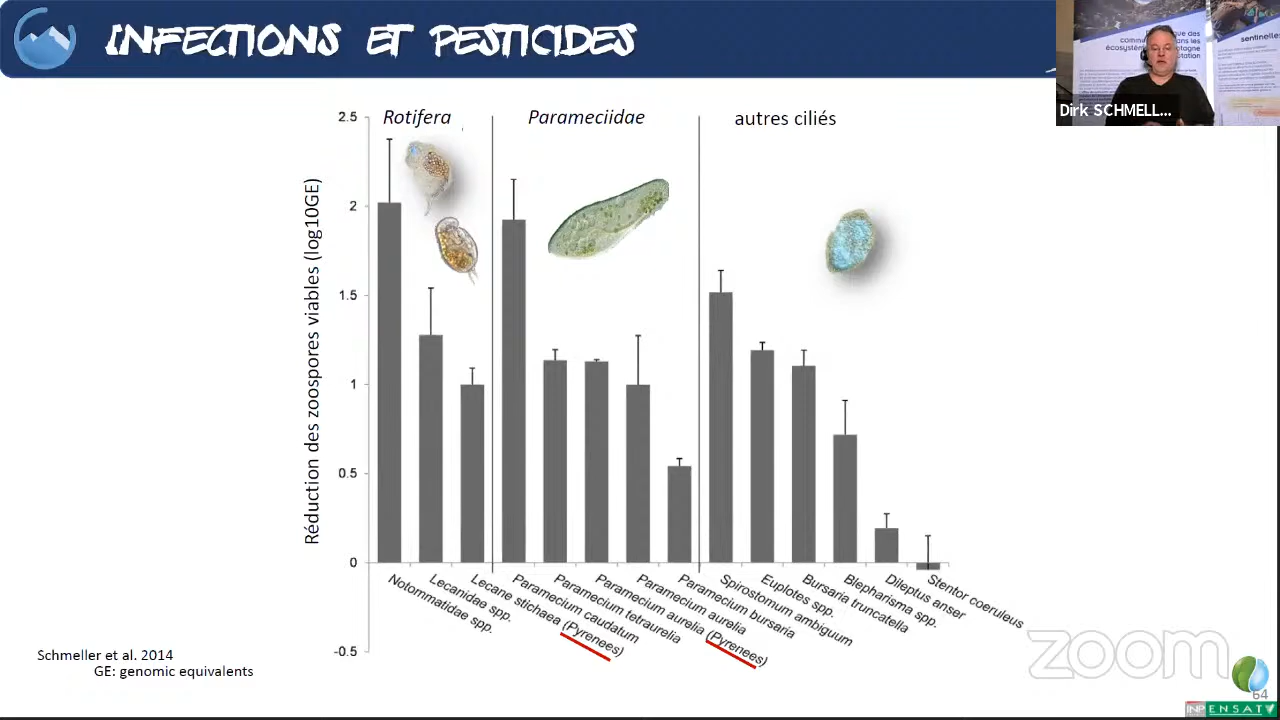 INFECTIONS ET PESTICIDES
Dirk SCHMELL...
Rotifera
Parameciidae
autres ciliés
Réduction des zoospores viables (log10GE)
2.5
2
1.5
1
0.5
0
-0.5
Notommatidae spp.
Lecanidae spp.
Lecane stichaea (Pyrenees)
Paramecium caudatum
Paramecium tetraurelia
Paramecium aurelia (Pyrenees)
Paramecium aurelia
Paramecium bursaria
Spirostomum ambiguum
Euplotes spp.
Bursaria truncatella
Blepharisma spp.
Dileptus anser
Stentor coeruleus
Schmeller et al. 2014
GE: genomic equivalents
zoom
64
INP ENSAT